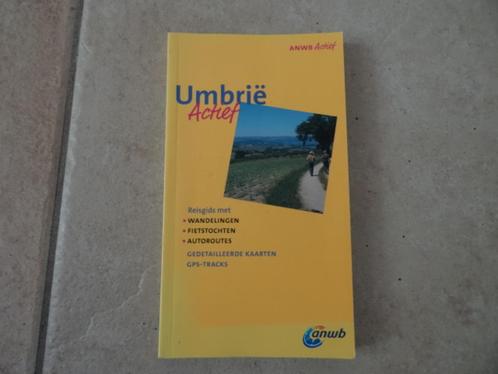 ANWB Actief
Umbrië
Actief
Reisgids met
• WANDELINGEN
• FIETSTOCHTEN
• AUTOROUTES
GEDETAILLEERDE KAARTEN
GPS-TRACKS
anwb